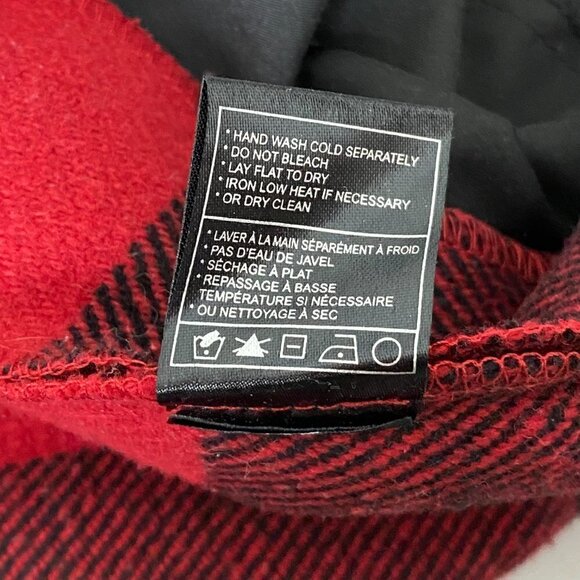 • HAND WASH COLD SEPARATELY
• DO NOT BLEACH
• LAY FLAT TO DRY
• IRON LOW HEAT IF NECESSARY
• OR DRY CLEAN
• LAVER À LA MAIN SÉPARÉMENT À FROID
• PAS D'EAU DE JAVEL
• SÉCHAGE À PLAT
• REPASSAGE À BASSE
TEMPÉRATURE SI NÉCESSAIRE
• OU NETTOYAGE À SEC